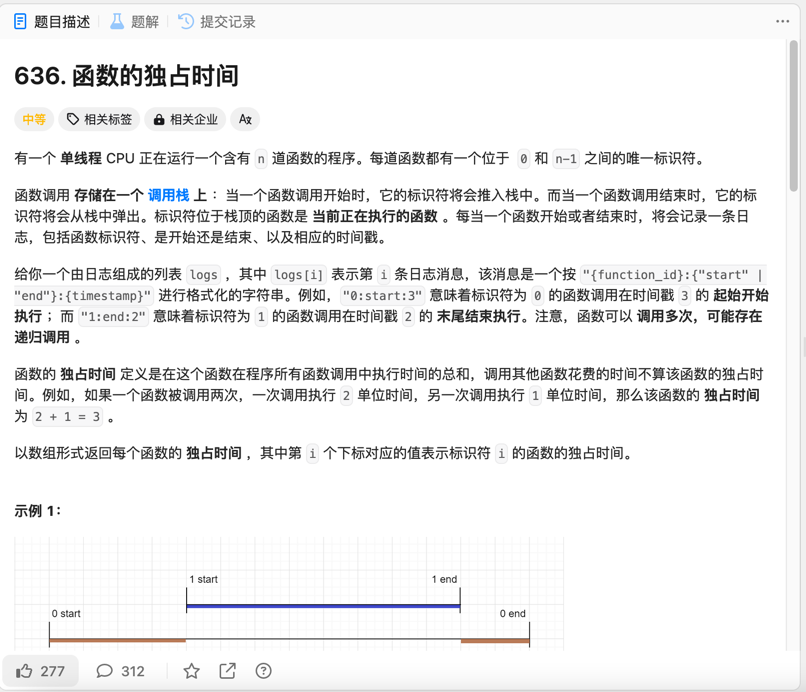 题目描述 题解 提交记录
636. 函数的独占时间
中等 相关标签 相关企业 Ax
有一个 单线程 CPU 正在运行一个含有 n 道函数的程序。每道函数都有一个位于 0 和 n-1 之间的唯一标识符。
函数调用 存储在一个 调用栈 上 ：当一个函数调用开始时，它的标识符将会推入栈中。而当一个函数调用结束时，它的标
识符将会从栈中弹出。标识符位于栈顶的函数是 当前正在执行的函数 。每当一个函数开始或者结束时，将会记录一条日
志，包括函数标识符、是开始还是结束、以及相应的时间戳。
给你一个由日志组成的列表 logs ，其中 logs[i] 表示第 i 条日志消息，该消息是一个按 "{function_id}:{"start" |
"end"}:{timestamp}" 进行格式化的字符串。例如，"0:start:3" 意味着标识符为 0 的函数调用在时间戳 3 的 起始开始
执行 ；而 "1:end:2" 意味着标识符为 1 的函数调用在时间戳 2 的 末尾结束执行。注意，函数可以 调用多次，可能存在
递归调用 。
函数的 独占时间 定义是在这个函数在程序所有函数调用中执行时间的总和，调用其他函数花费的时间不算该函数的独占时
间。例如，如果一个函数被调用两次，一次调用执行 2 单位时间，另一次调用执行 1 单位时间，那么该函数的 独占时间
为 2 + 1 = 3 。
以数组形式返回每个函数的 独占时间 ，其中第 i 个下标对应的值表示标识符 i 的函数的独占时间。
示例 1：
1 start 1 end
0 start 0 end
277 312